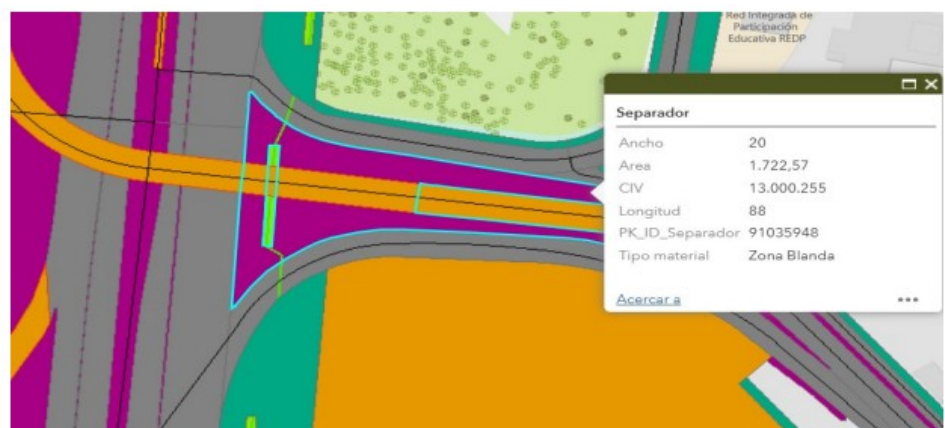 Red Integrada de
Participación
Educativa REDP
Separador
Ancho 20
Area 1.722,57
CIV 13.000.255
Longitud 88
PK_ID_Separador 91035948
Tipo material Zona Blanda
Acercar a